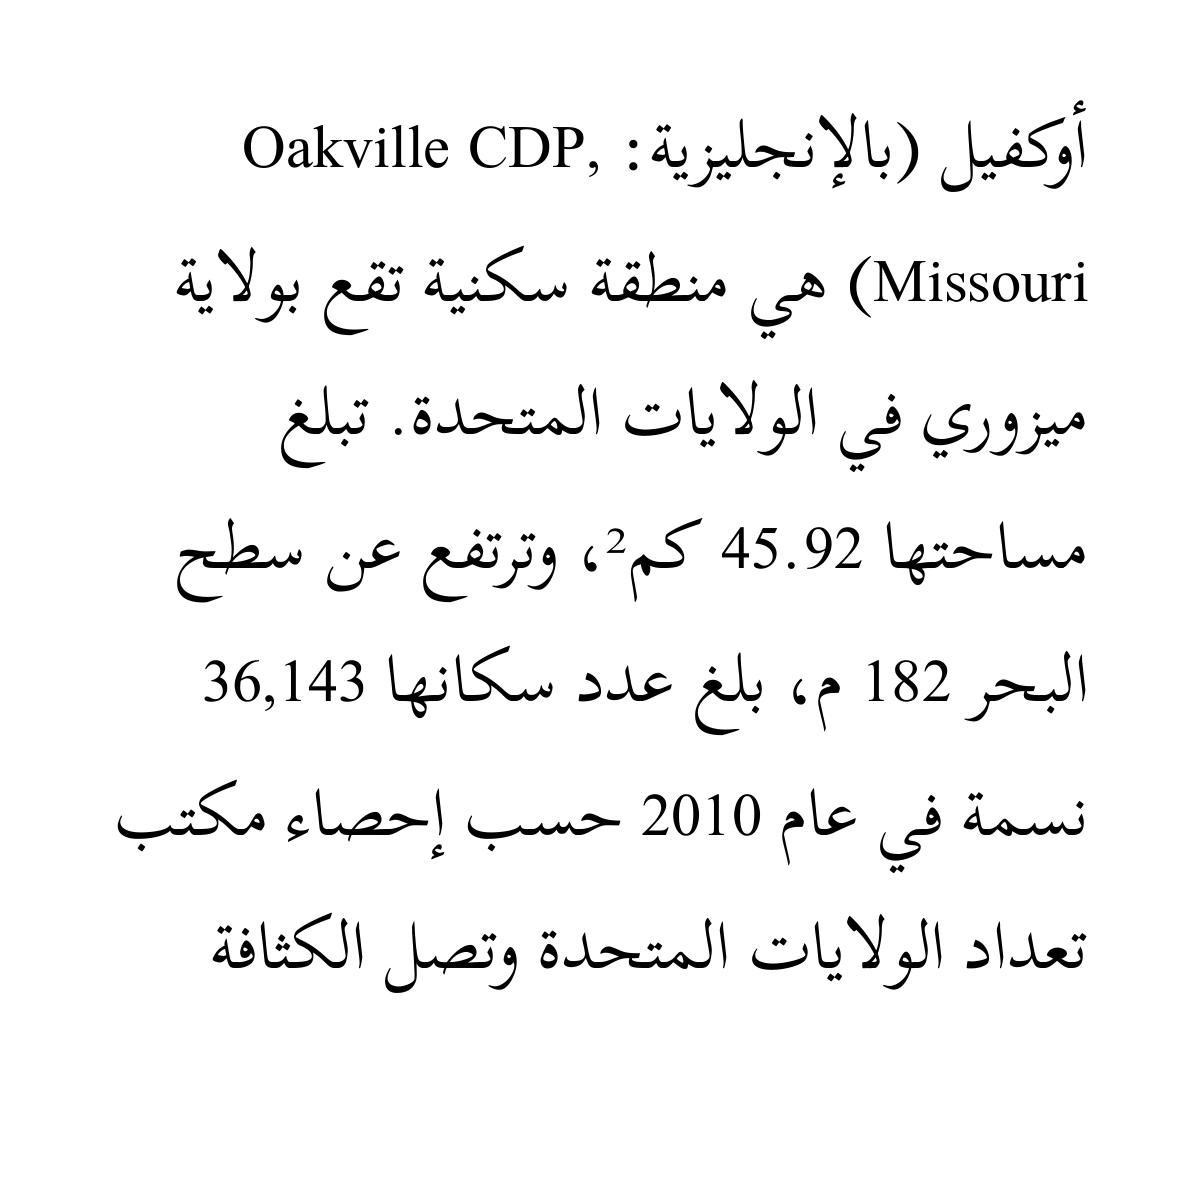 أوكفيل (بالإنجليزية: Oakville CDP,
Missouri) هي منطقة سكنية تقع بولاية
ميزوري في الولايات المتحدة. تبلغ
مساحتها 45.92 كم²، وترتفع عن سطح
البحر 182 م، بلغ عدد سكانها 36,143
نسمة في عام 2010 حسب إحصاء مكتب
تعداد الولايات المتحدة وتصل الكثافة